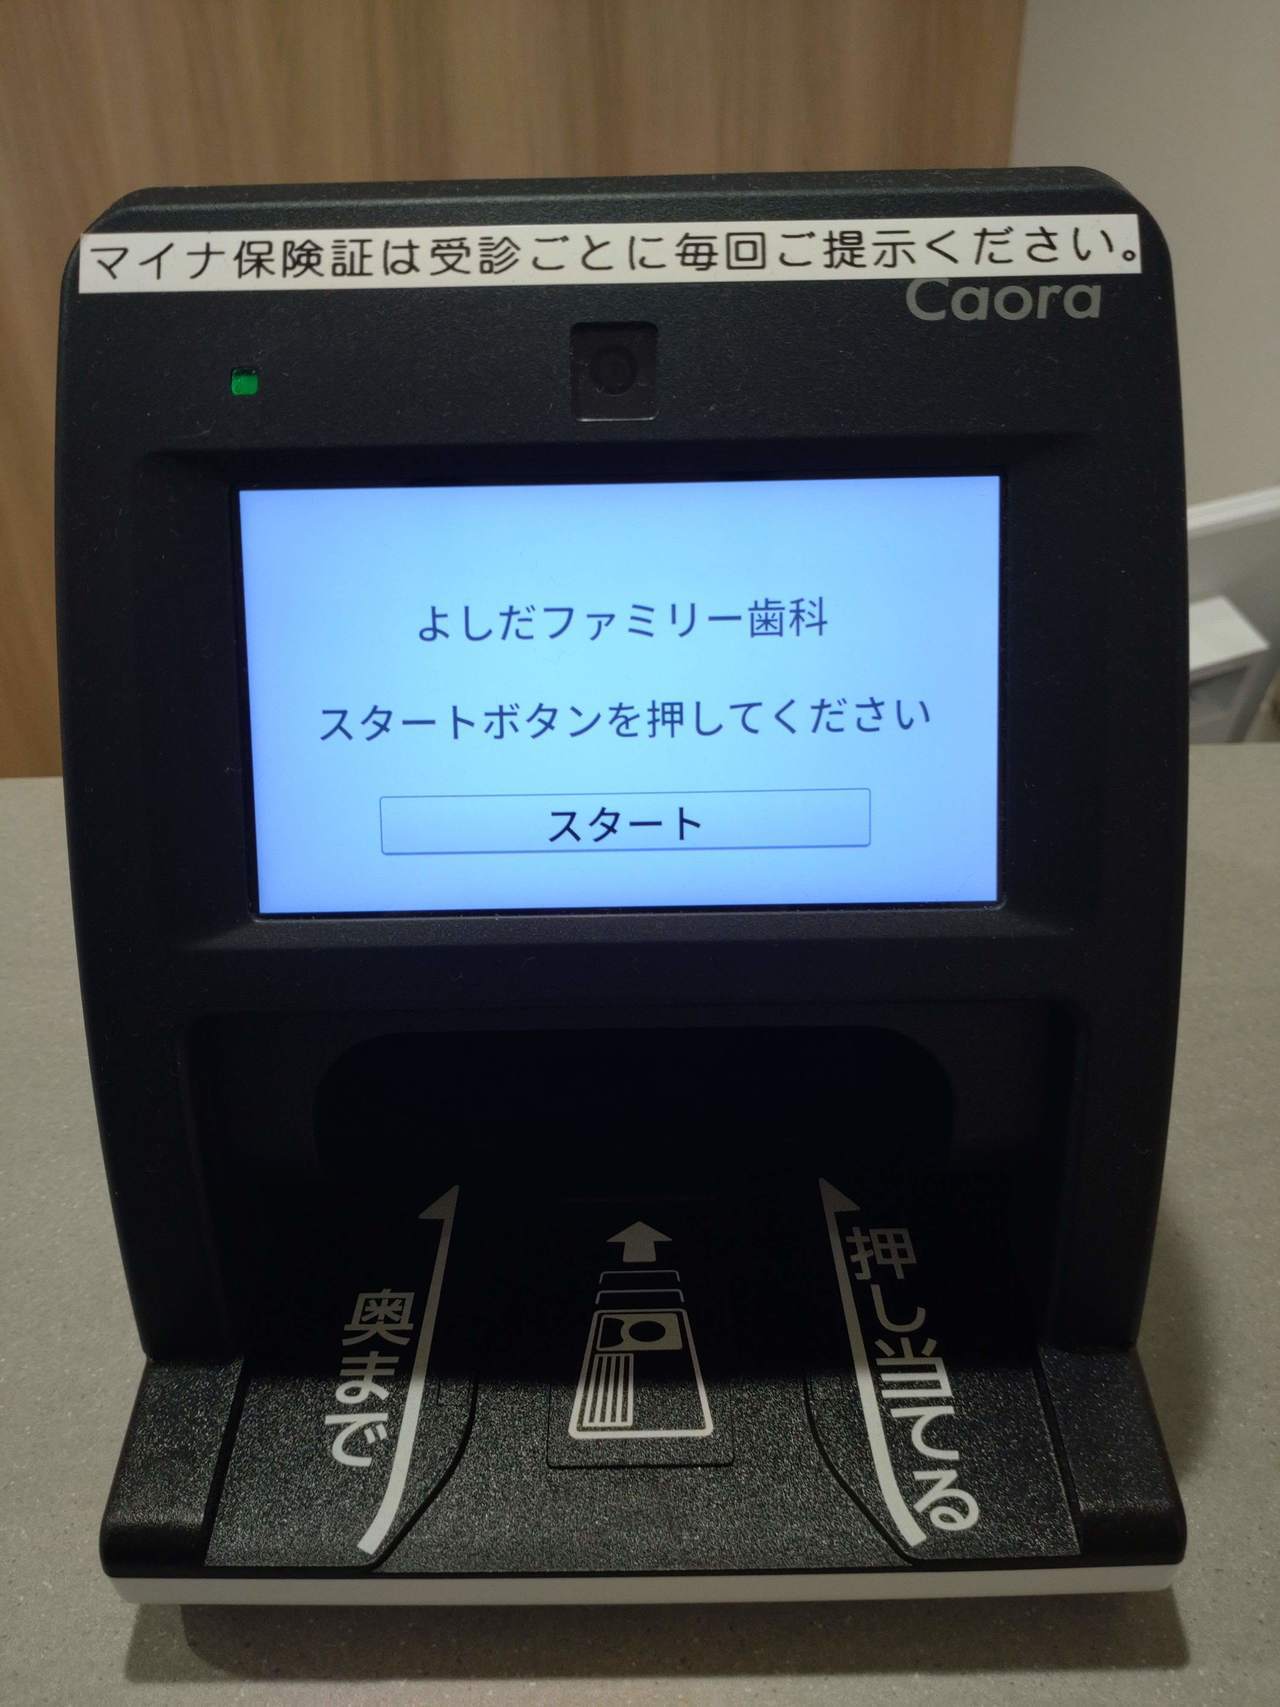 マイナ保険証は受診ごとに毎回ご提示ください。
Caora
よしだファミリー歯科
スタートボタンを押してください
スタート
奥まで
押し当てる